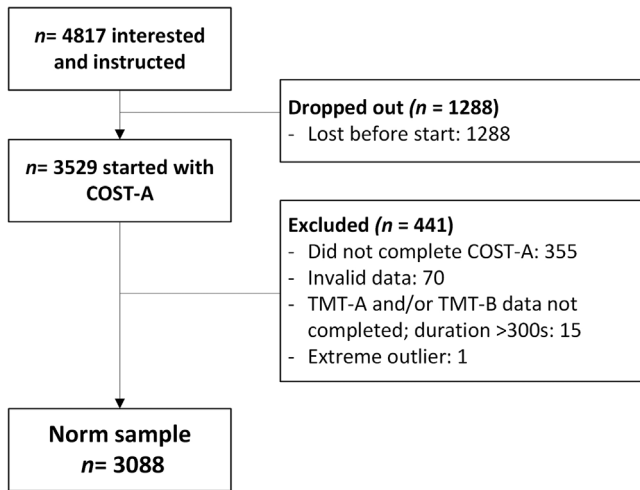 n= 4817 interested
and instructed
Dropped out (n = 1288)
- Lost before start: 1288
n= 3529 started with
COST-A
Excluded (n = 441)
- Did not complete COST-A: 355
- Invalid data: 70
- TMT-A and/or TMT-B data not
completed; duration >300s: 15
- Extreme outlier: 1
Norm sample
n= 3088